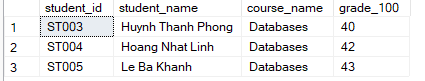 student_id student_name course_name grade_100
1 ST003 Huynh Thanh Phong Databases 40
2 ST004 Hoang Nhat Linh Databases 42
3 ST005 Le Ba Khanh Databases 43